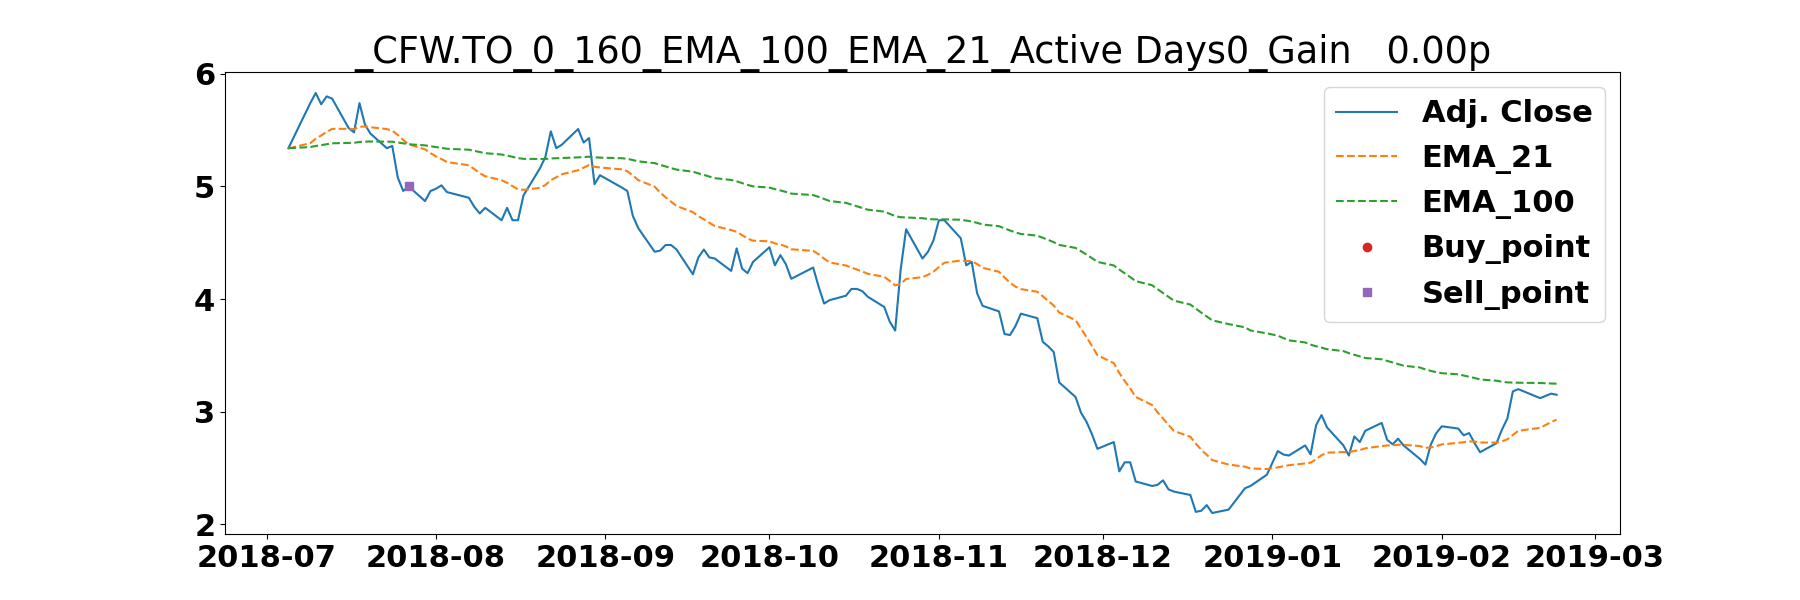 _CFW.TO_0_160_EMA_100_EMA_21_Active Days0_Gain   0.00p
6
5
4
3
2
Adj. Close
EMA_21
EMA_100
Buy_point
Sell_point
2018-07 2018-08 2018-09 2018-10 2018-11 2018-12 2019-01 2019-02 2019-03